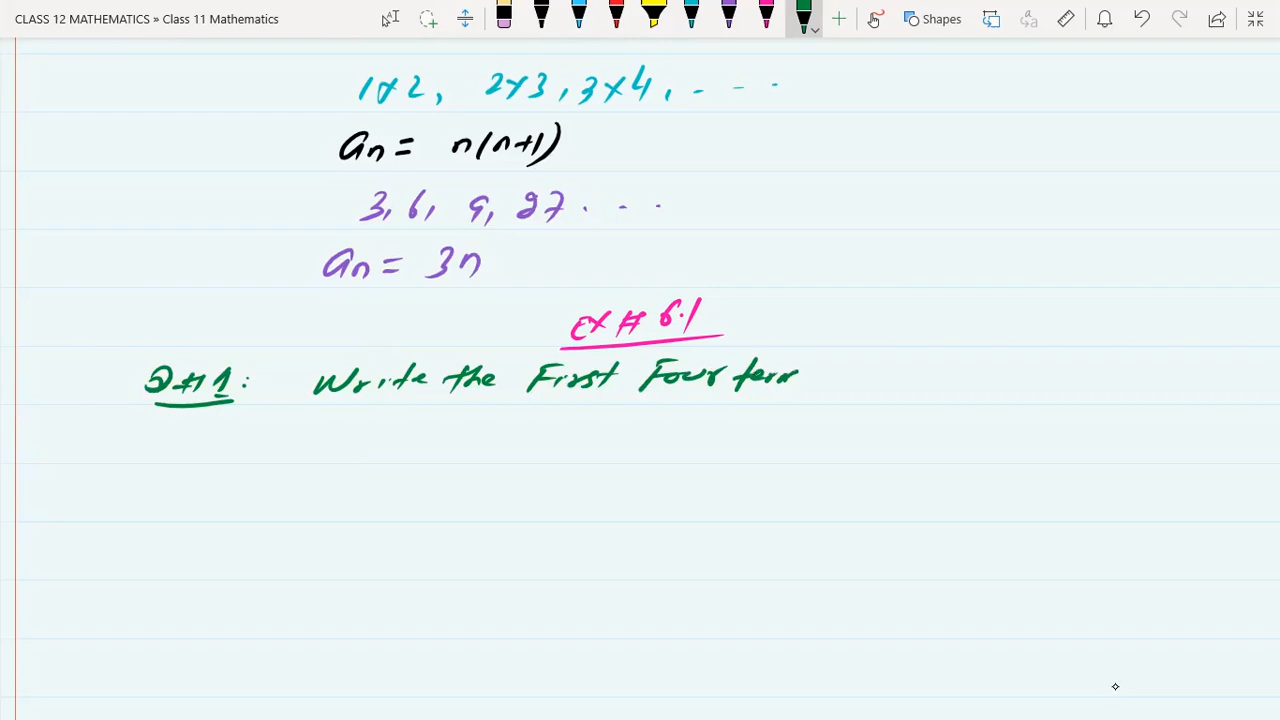 CLASS 12 MATHEMATICS » Class 11 Mathematics
Shapes
1×2, 2×3, 3×4, . . .
an = n(n+1)
3, 6, 9, 27 . . .
an = 3n
Ex # 6.1
Q#1: Write the First Four term